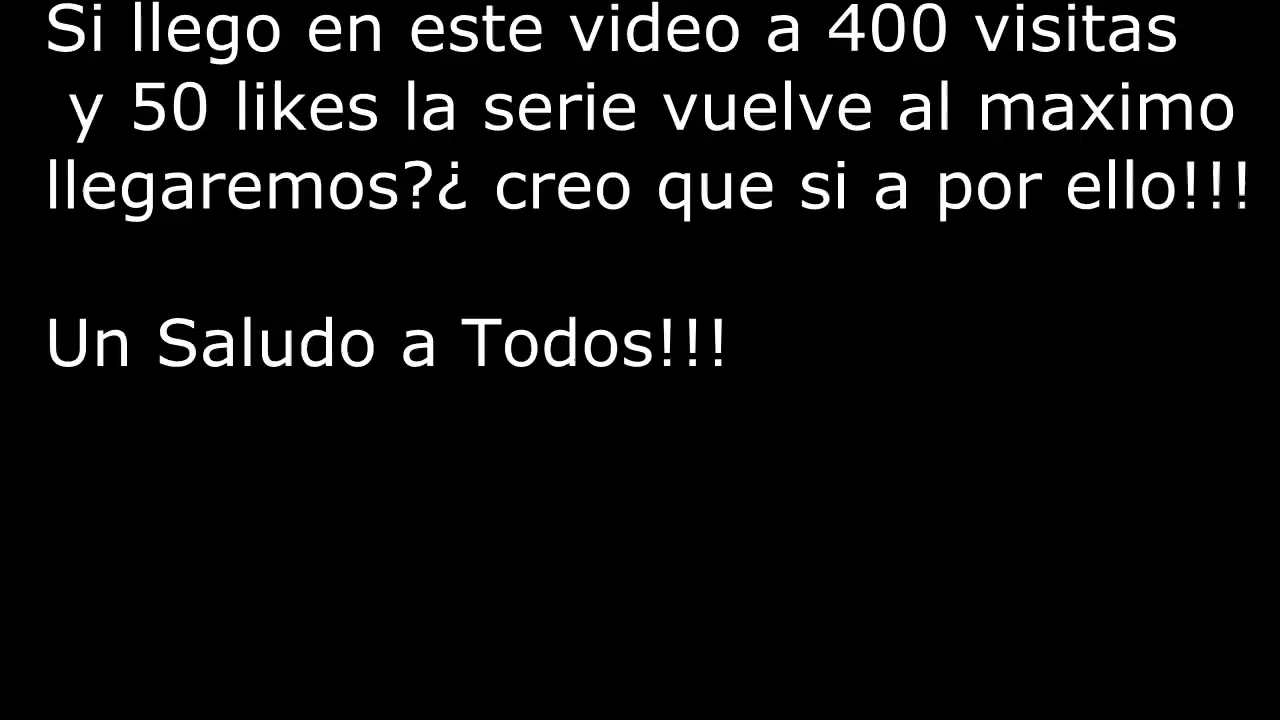 Si llego en este video a 400 visitas
y 50 likes la serie vuelve al maximo
llegaremos?¿ creo que si a por ello!!!
Un Saludo a Todos!!!